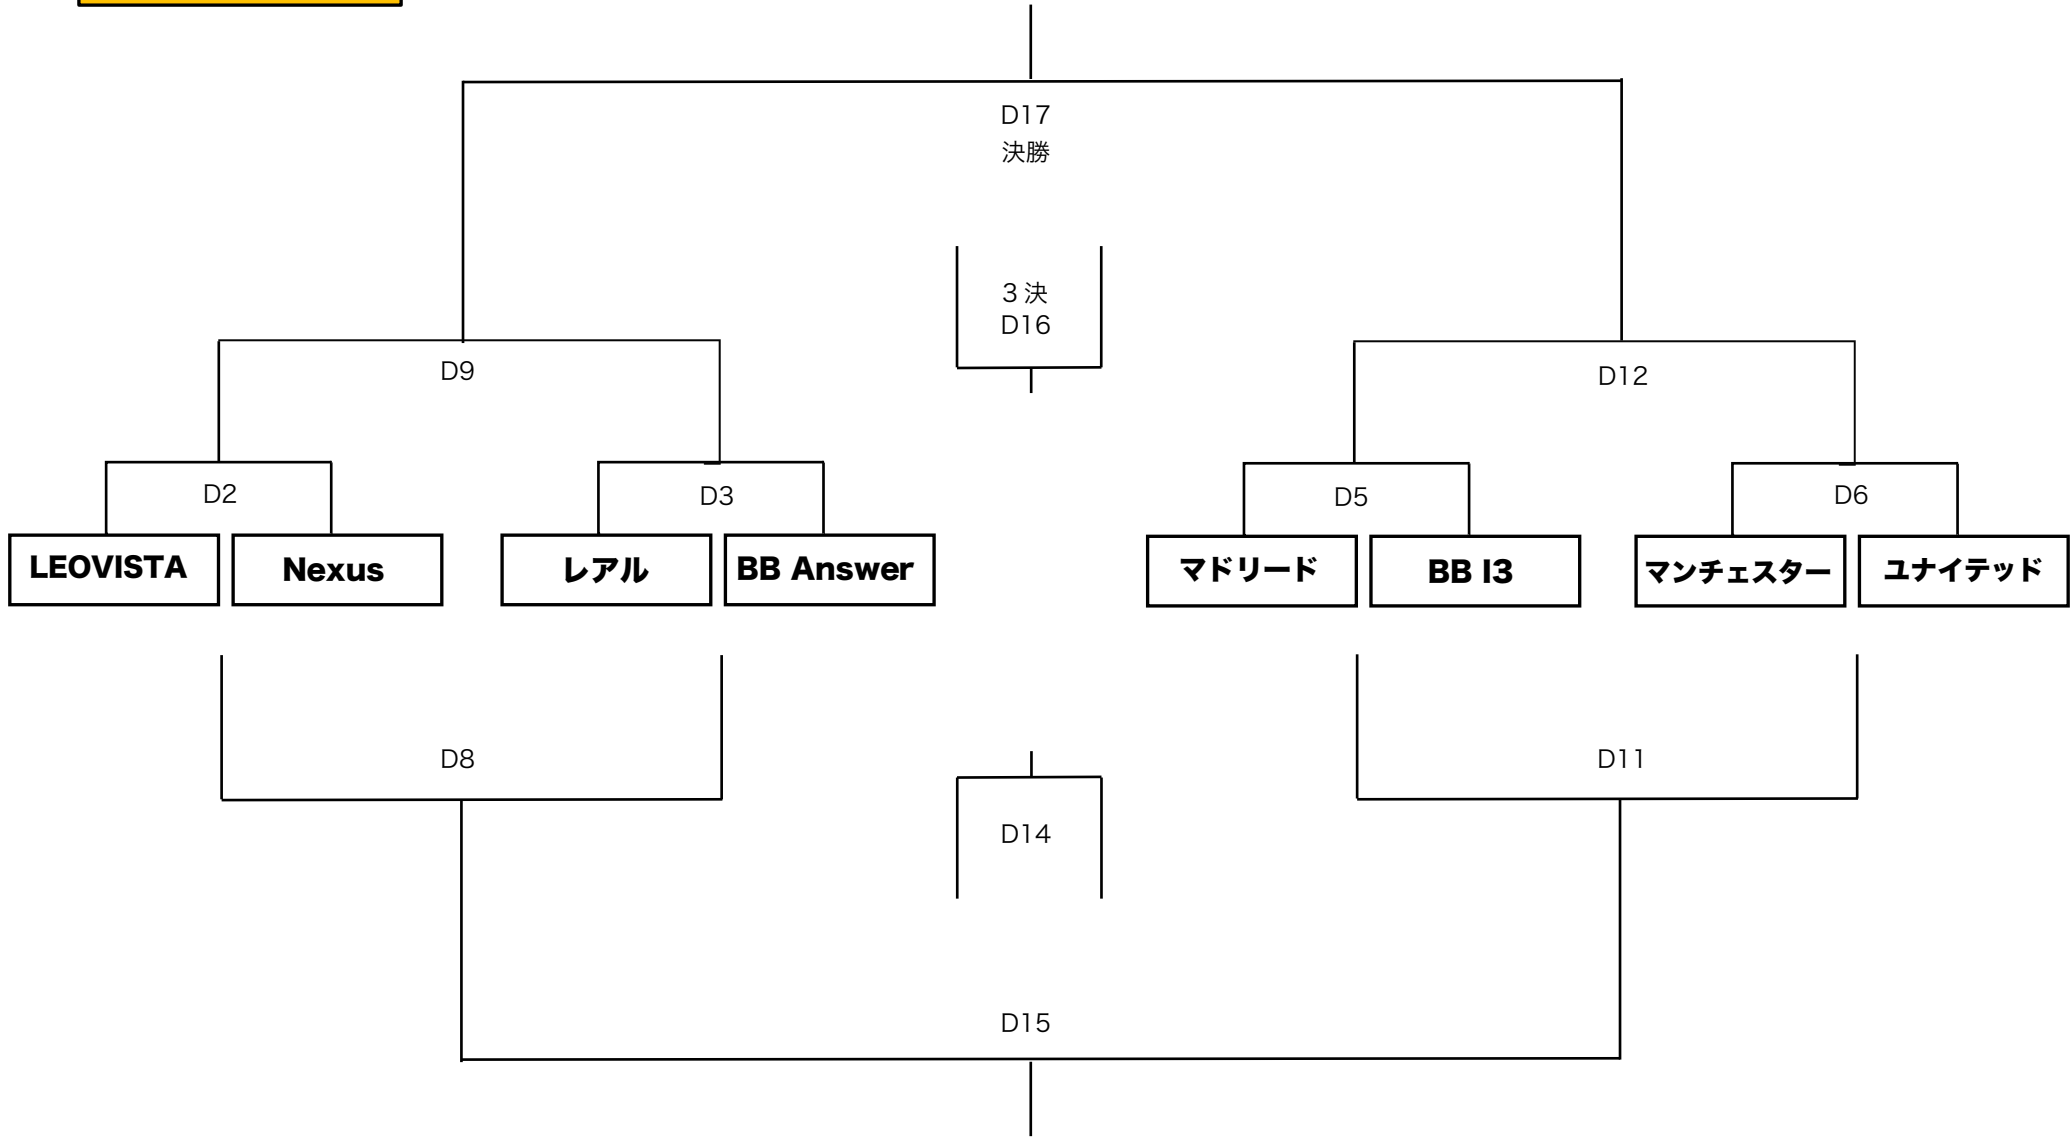 D17
決勝
3決
D16
D9
D12
D2
D3
D5
D6
LEOVISTA
Nexus
レアル
BB Answer
マドリード
BB I3
マンチェスター
ユナイテッド
D8
D11
D14
D15